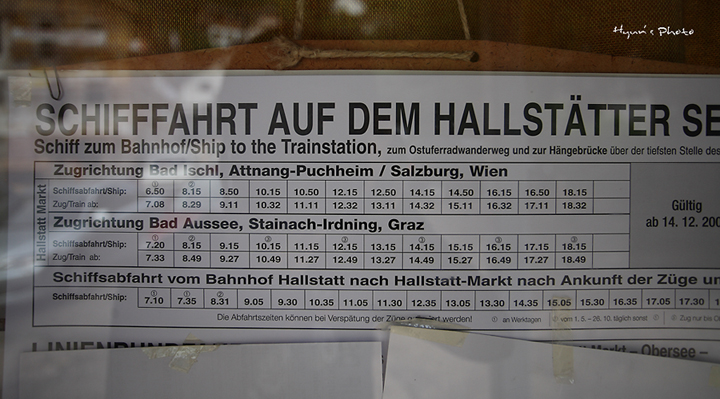 Hyun's Photo
SCHIFFFAHRT AUF DEM HALLSTÄTTER SE
Schiff zum Bahnhof/Ship to the Trainstation, zum Ostuferradwanderweg und zur Hängebrücke über der tiefsten Stelle des
Hallstatt Markt
Zugrichtung Bad Ischl, Attnang-Puchheim / Salzburg, Wien
Schiffsabfahrt/Ship: ① 6.50 ② 8.15 8.50 10.15 10.50 12.15 12.50 14.15 14.50 16.15 16.50 18.15
Zug/Train ab: 7.08 8.29 9.11 10.32 11.11 12.32 13.11 14.32 15.11 16.32 17.11 18.32
Gültig
ab 14. 12. 200
Zugrichtung Bad Aussee, Stainach-Irdning, Graz
Schiffsabfahrt/Ship: 7.20 8.15 9.15 10.15 11.15 12.15 13.15 14.15 15.15 16.15 17.15 18.15
Zug/Train ab: 7.33 8.49 9.27 10.49 11.27 12.49 13.27 14.49 15.27 16.49 17.27 18.49
Schiffsabfahrt vom Bahnhof Hallstatt nach Hallstatt-Markt nach Ankunft der Züge un
Schiffsabfahrt/Ship: 7.10 7.35 8.31 9.05 9.30 10.35 11.05 11.30 12.35 13.05 13.30 14.35 15.05 15.30 16.35 17.05 17.30
Die Abfahrtszeiten können bei Verspätung der Züge werden! ① an Werktagen vom 1. 5. – 26. 10. täglich sonst Zug nur bis
Markt – Obersee –